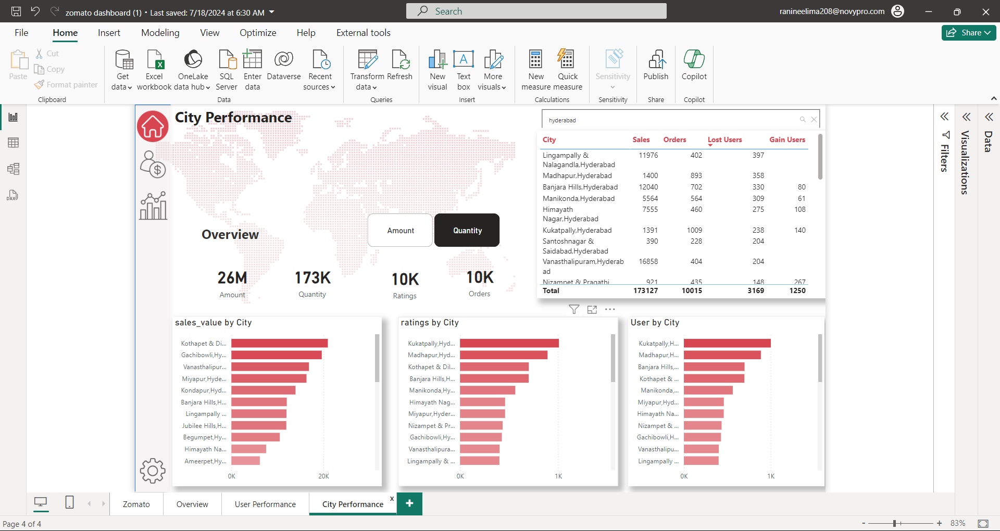 zomato dashboard (1) • Last saved: 7/18/2024 at 6:30 AM
Search
ranineelima208@novypro.com
File Home Insert Modeling View Optimize Help External tools
Share
Paste
Cut
Copy
Format painter
Clipboard
Get data
Excel workbook
OneLake data hub
SQL Server
Enter data
Dataverse
Recent sources
Data
Transform data
Refresh
Queries
New visual
Text box
More visuals
Insert
New measure
Quick measure
Calculations
Sensitivity
Sensitivity
Publish
Share
Copilot
Copilot
City Performance
hyderabad
City Sales Orders Lost Users Gain Users
Lingampally & 11976 402 397
Nalagandla,Hyderabad
Madhapur,Hyderabad 1400 893 358
Banjara Hills,Hyderabad 12040 702 330 80
Manikonda,Hyderabad 5564 564 309 61
Himayath 7555 460 275 108
Nagar,Hyderabad
Kukatpally,Hyderabad 1391 1009 238 140
Santoshnagar & 390 228 204
Saidabad,Hyderabad
Vanasthalipuram,Hyderab 16858 404 204
ad
Nizampet & Pragathi 921 435 148 267
Total 173127 10015 3169 1250
Overview
Amount
Quantity
26M
Amount
173K
Quantity
10K
Ratings
10K
Orders
sales_value by City
Kothapet & Di...
Gachibowli,Hy...
Vanasthalipur...
Miyapur,Hyde...
Kondapur,Hyd...
Banjara Hills,H...
Lingampally ...
Jubilee Hills,H...
Begumpet,Hy...
Himayath Na...
Ameerpet,Hy...
0K 20K
ratings by City
Kukatpally,Hyd...
Madhapur,Hyd...
Kothapet & Dil...
Banjara Hills,H...
Manikonda,Hy...
Himayath Nag...
Miyapur,Hyder...
Nizampet & Pr...
Gachibowli,Hy...
Vanasthalipura...
Lingampally & ...
0K 1K
User by City
Kukatpally,H...
Madhapur,H...
Banjara Hills,...
Kothapet & ...
Manikonda,...
Miyapur,Hyd...
Himayath Na...
Nizampet & ...
Gachibowli,H...
Vanasthalipu...
Lingampally ...
0K 1K
Filters
Visualizations
Data
DAX
Zomato
Overview
User Performance
City Performance
x
+
Page 4 of 4
- + 83%